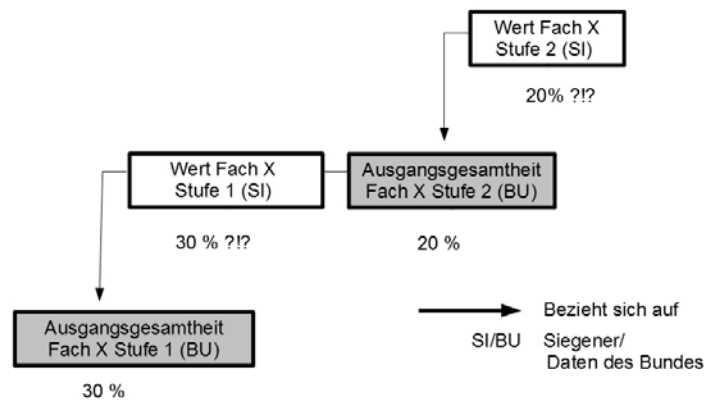 Wert Fach X
Stufe 2 (SI)
20% ?!?
Wert Fach X
Stufe 1 (SI)
Ausgangsgesamtheit
Fach X Stufe 2 (BU)
30 % ?!?
20 %
Ausgangsgesamtheit
Fach X Stufe 1 (BU)
30 %
Bezieht sich auf
SI/BU Siegener/
Daten des Bundes